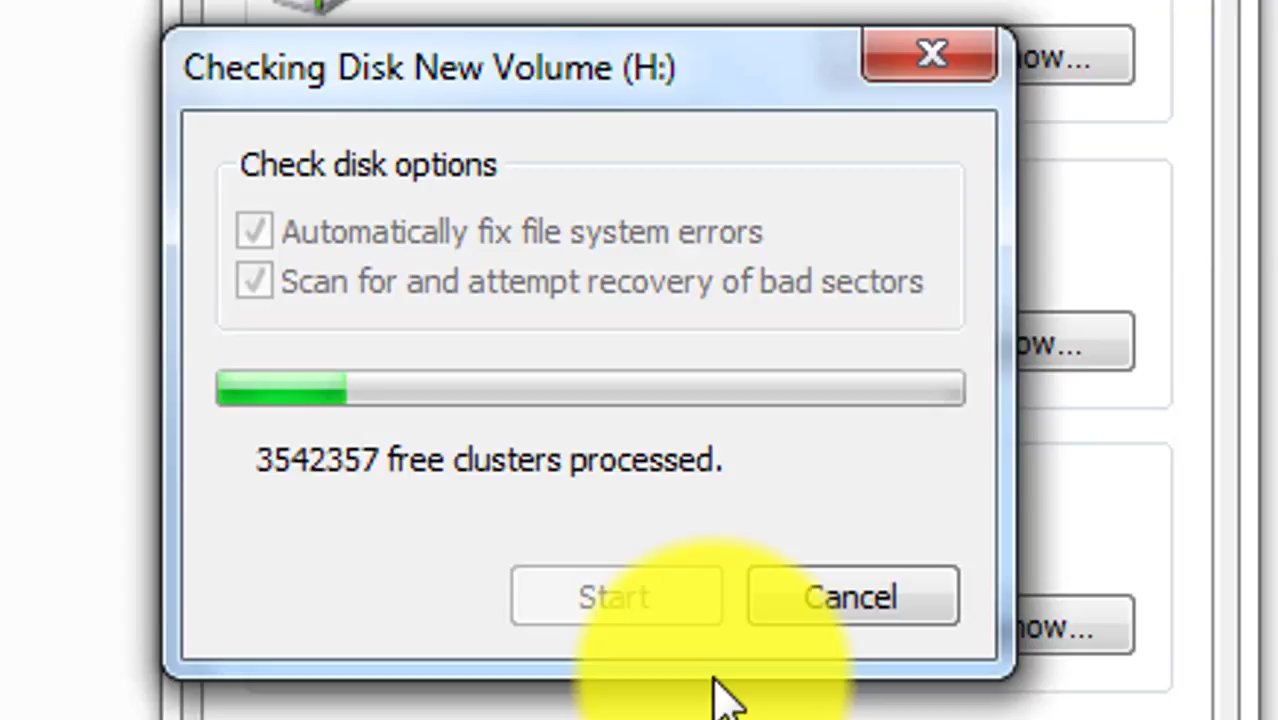 Checking Disk New Volume (H:)
Check disk options
Automatically fix file system errors
Scan for and attempt recovery of bad sectors
3542357 free clusters processed.
Start
Cancel